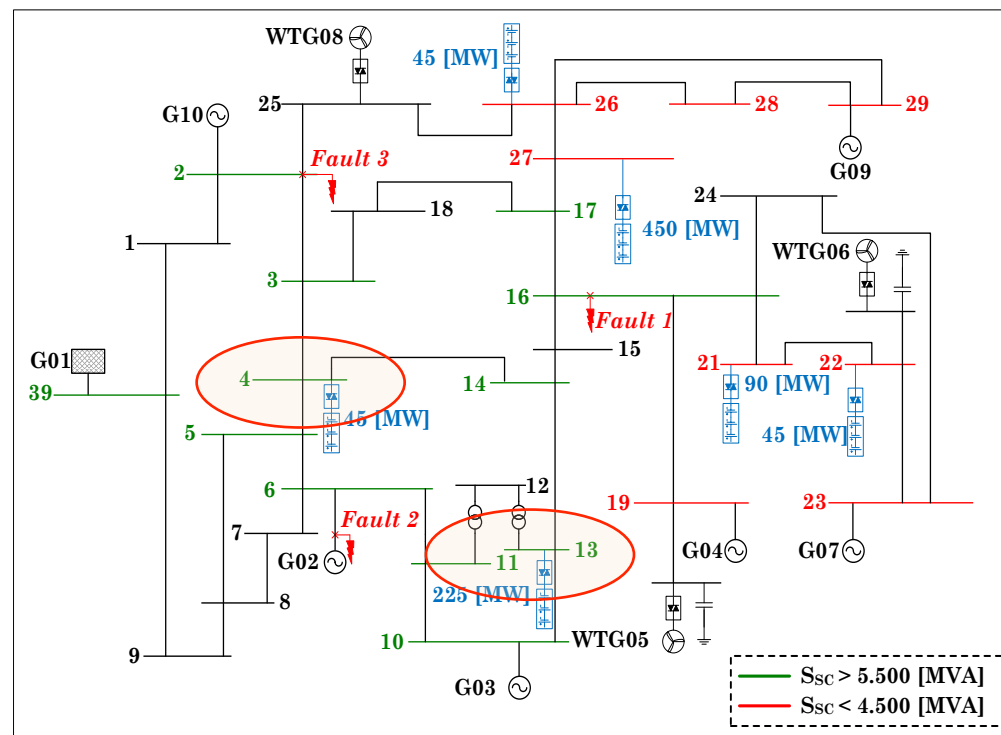 WTG08
45 [MW]
25
26
28
29
G10
Fault 3
27
G09
2
18
17
24
450 [MW]
WTG06
1
3
16
Fault 1
15
G01
4
14
21
90 [MW]
22
39
45 [MW]
5
45 [MW]
6
12
7
Fault 2
19
23
G02
11
13
G04
G07
8
225 [MW]
9
10
WTG05
G03
S_SC > 5.500 [MVA]
S_SC < 4.500 [MVA]